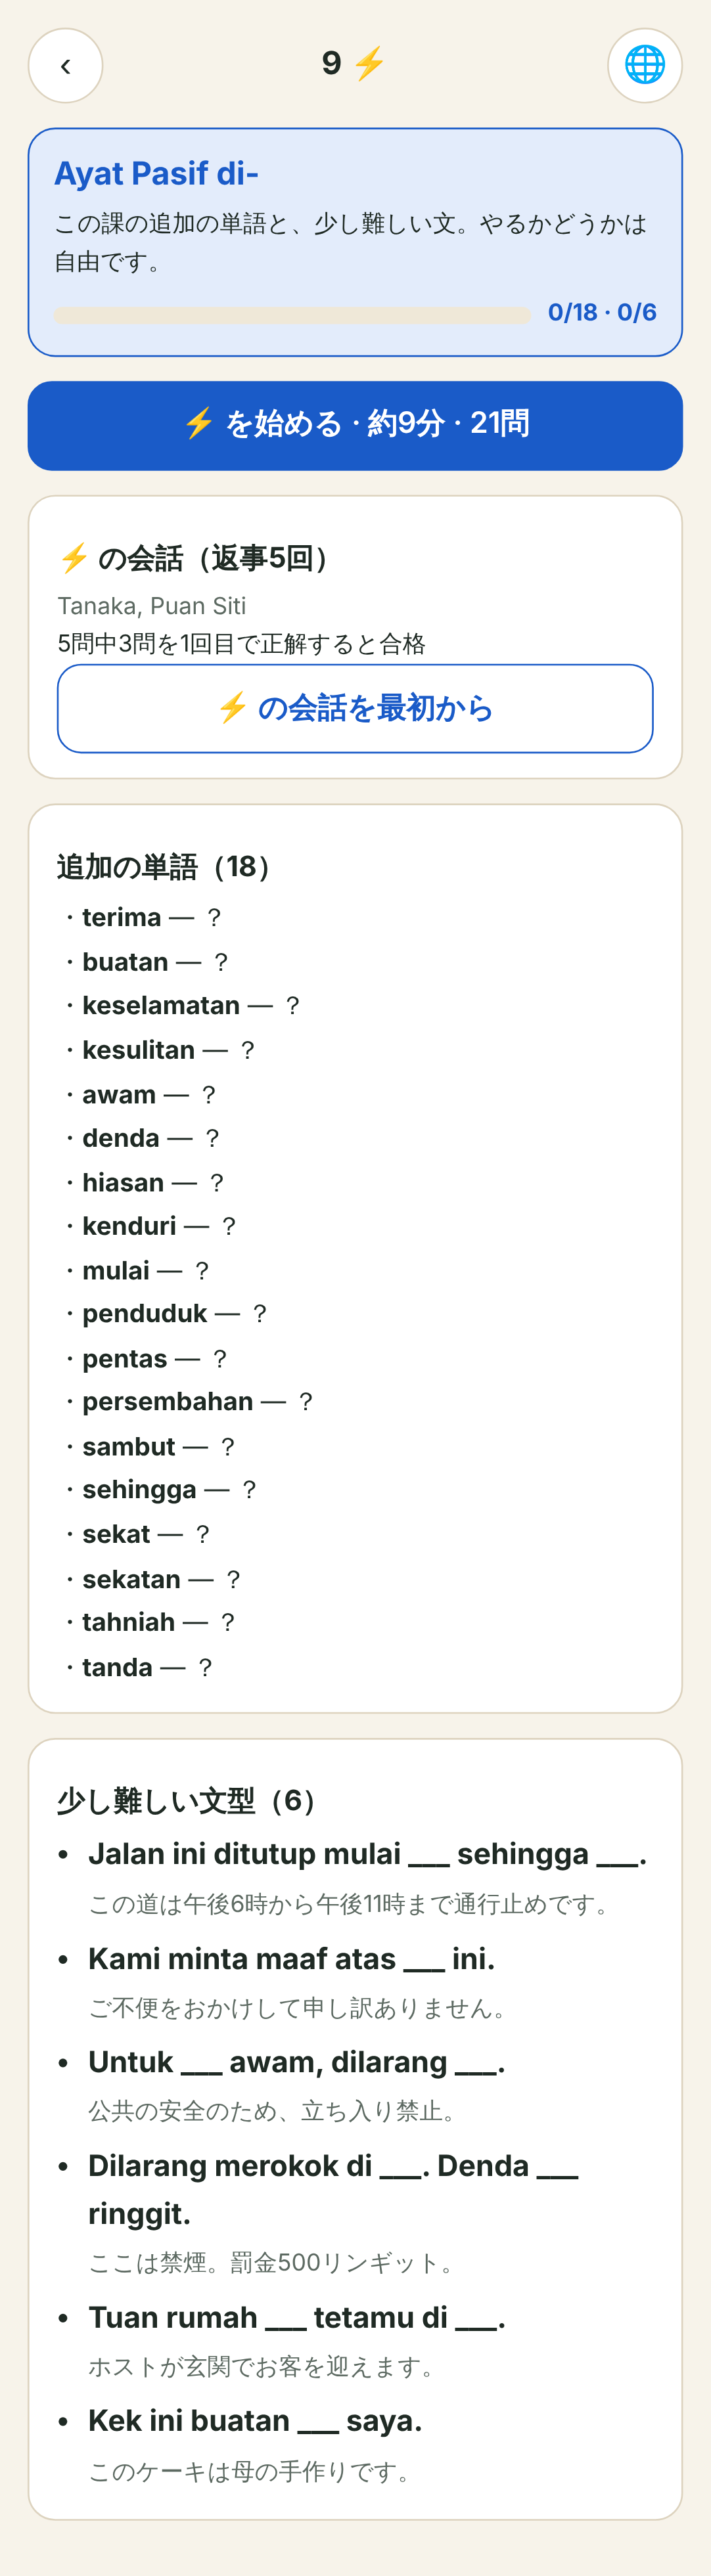 ‹
9 ⚡
🌐
Ayat Pasif di-
この課の追加の単語と、少し難しい文。やるかどうかは
自由です。
0/18 · 0/6
⚡ を始める · 約9分 · 21問
⚡ の会話（返事5回）
Tanaka, Puan Siti
5問中3問を1回目で正解すると合格
⚡ の会話を最初から
追加の単語（18）
· terima — ？
· buatan — ？
· keselamatan — ？
· kesulitan — ？
· awam — ？
· denda — ？
· hiasan — ？
· kenduri — ？
· mulai — ？
· penduduk — ？
· pentas — ？
· persembahan — ？
· sambut — ？
· sehingga — ？
· sekat — ？
· sekatan — ？
· tahniah — ？
· tanda — ？
少し難しい文型（6）
• Jalan ini ditutup mulai ___ sehingga ___.
この道は午後6時から午後11時まで通行止めです。
• Kami minta maaf atas ___ ini.
ご不便をおかけして申し訳ありません。
• Untuk ___ awam, dilarang ___.
公共の安全のため、立ち入り禁止。
• Dilarang merokok di ___. Denda ___
ringgit.
ここは禁煙。罰金500リンギット。
• Tuan rumah ___ tetamu di ___.
ホストが玄関でお客を迎えます。
• Kek ini buatan ___ saya.
このケーキは母の手作りです。